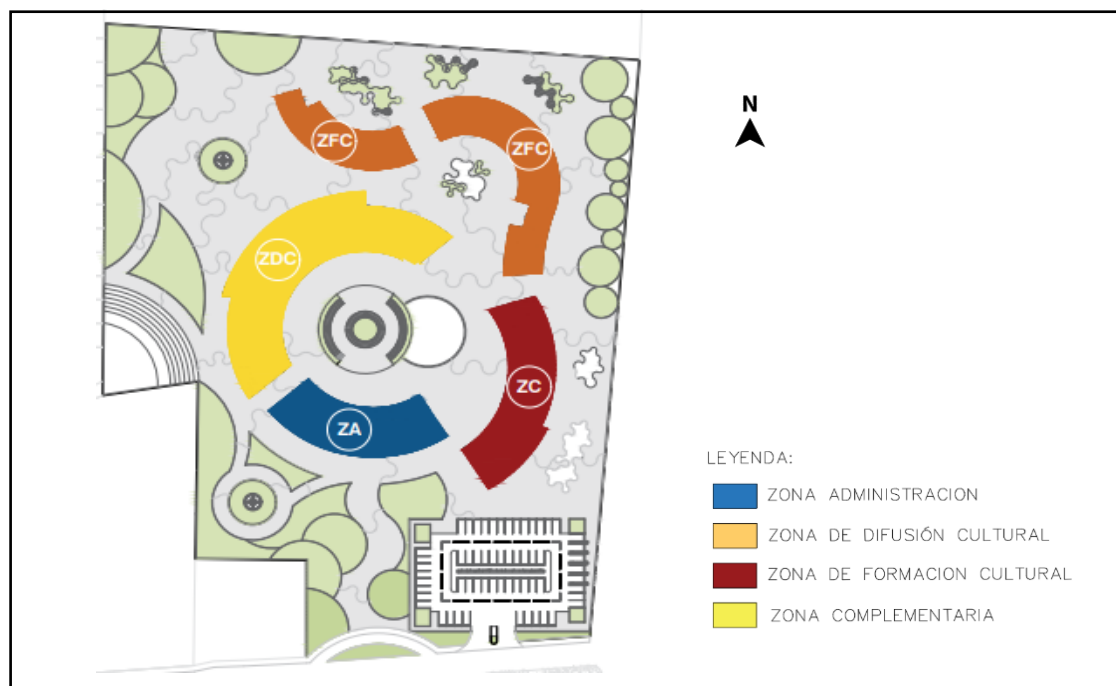 N
ZFC
ZFC
ZDC
ZC
ZA
LEYENDA:
ZONA ADMINISTRACION
ZONA DE DIFUSIÓN CULTURAL
ZONA DE FORMACION CULTURAL
ZONA COMPLEMENTARIA